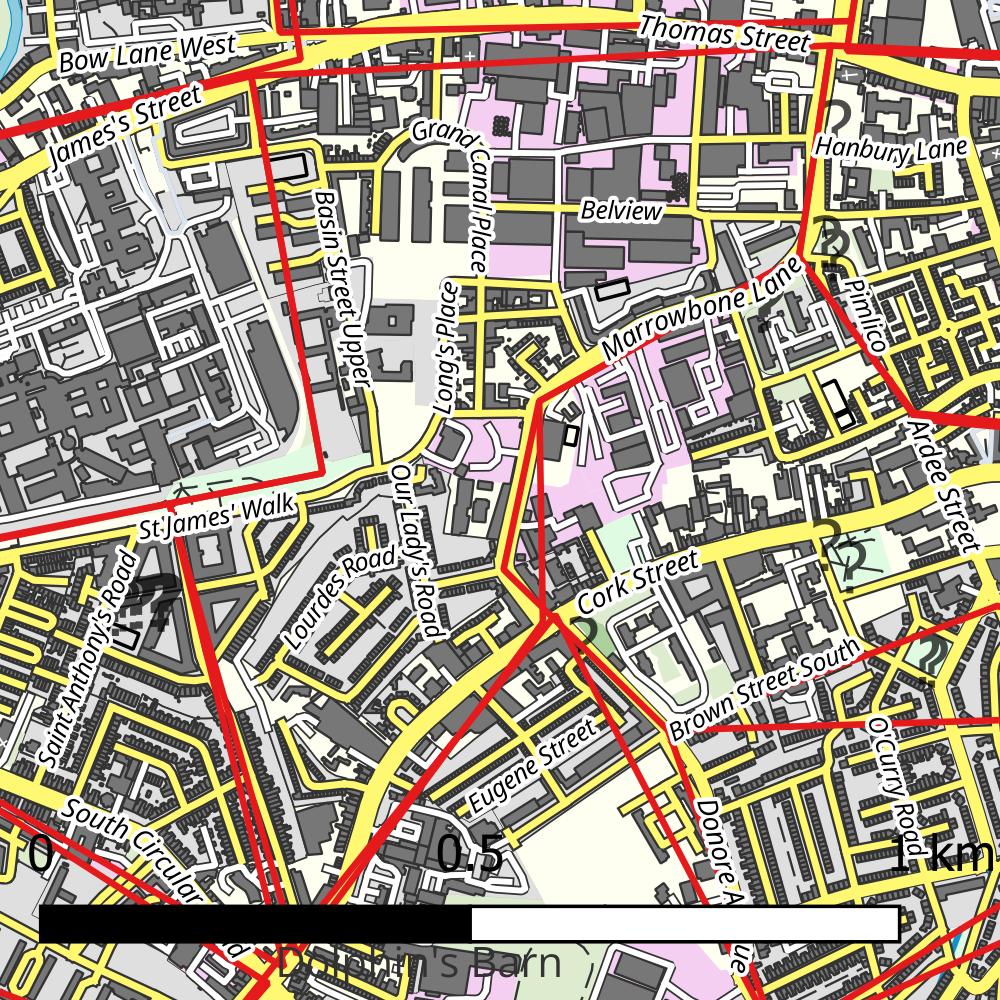 Thomas Street
Bow Lane West
James's Street
Grand Canal Place
Hanbury Lane
Belview
Basin Street Upper
Long's Place
Marrowbone Lane
Pimlico
Ardee Street
St James' Walk
Our Lady's Road
Lourdes Road
Cork Street
Saint Anthony's Road
Brown Street South
Eugene Street
O'Curry Road
South Circular
Donore A
0
0.5
1 km
Dolphin's Barn